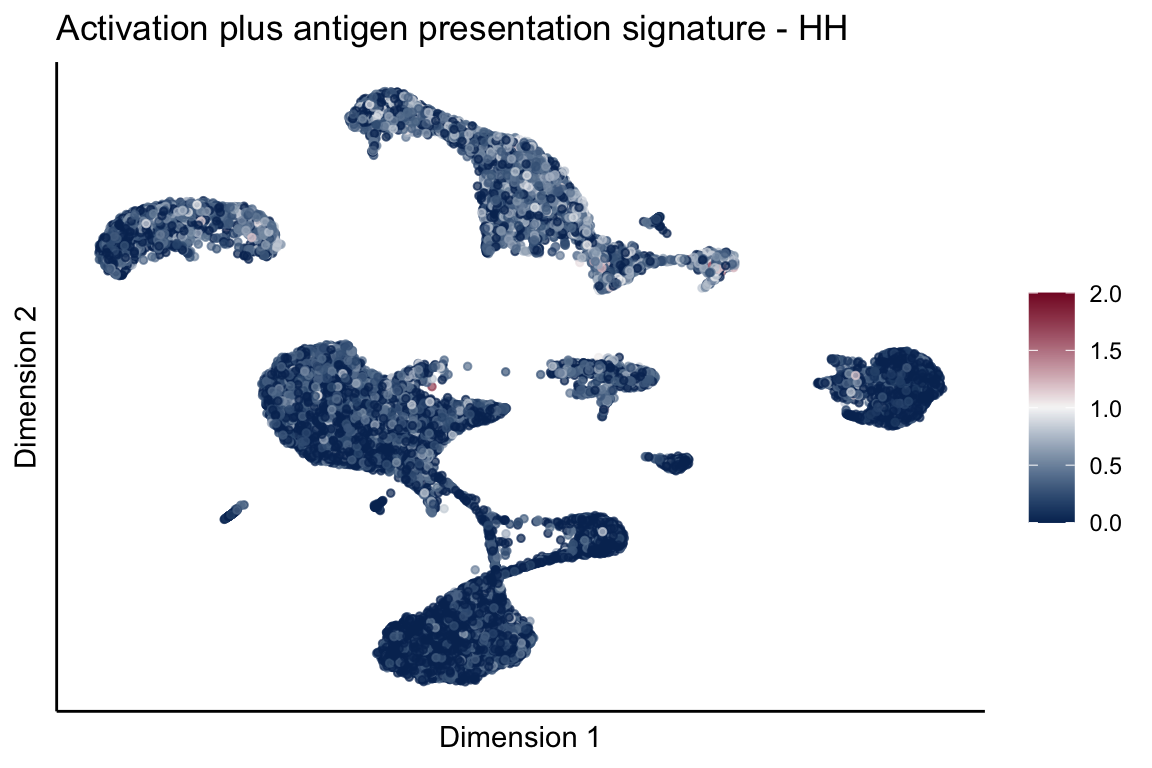 Activation plus antigen presentation signature - HH
Dimension 2
2.0
1.5
1.0
0.5
0.0
Dimension 1